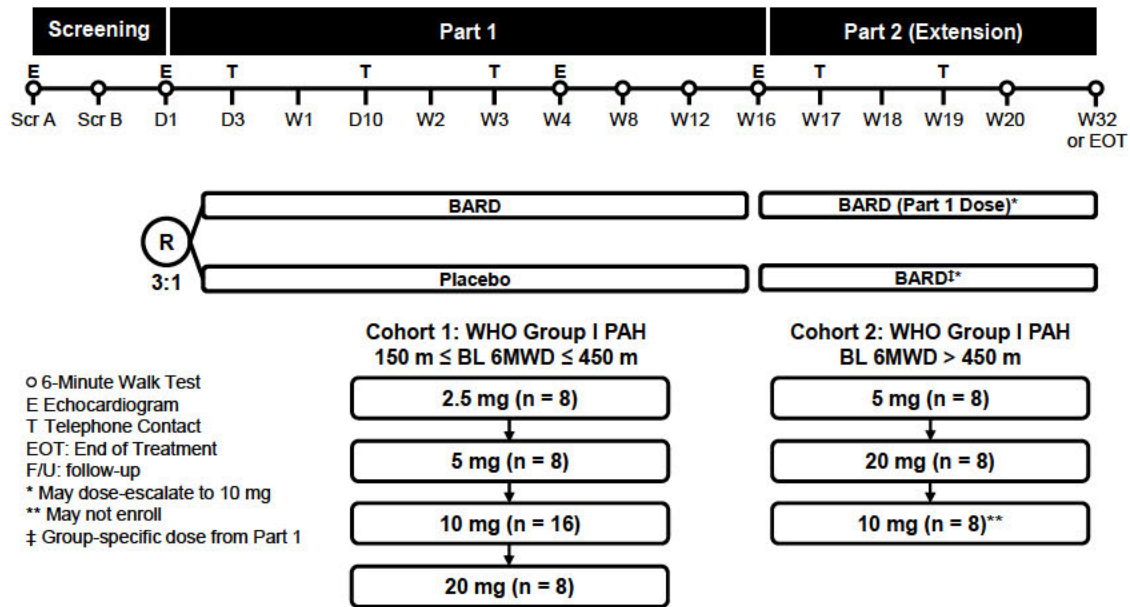 Screening Part 1 Part 2 (Extension)
E E T T T E E T T
Scr A Scr B D1 D3 W1 D10 W2 W3 W4 W8 W12 W16 W17 W18 W19 W20 W32
or EOT
BARD BARD (Part 1 Dose)*
R
3:1
Placebo BARD‡*
Cohort 1: WHO Group I PAH
150 m ≤ BL 6MWD ≤ 450 m
2.5 mg (n = 8)
5 mg (n = 8)
10 mg (n = 16)
20 mg (n = 8)
Cohort 2: WHO Group I PAH
BL 6MWD > 450 m
5 mg (n = 8)
20 mg (n = 8)
10 mg (n = 8)**
6-Minute Walk Test
E Echocardiogram
T Telephone Contact
EOT: End of Treatment
F/U: follow-up
* May dose-escalate to 10 mg
** May not enroll
‡ Group-specific dose from Part 1